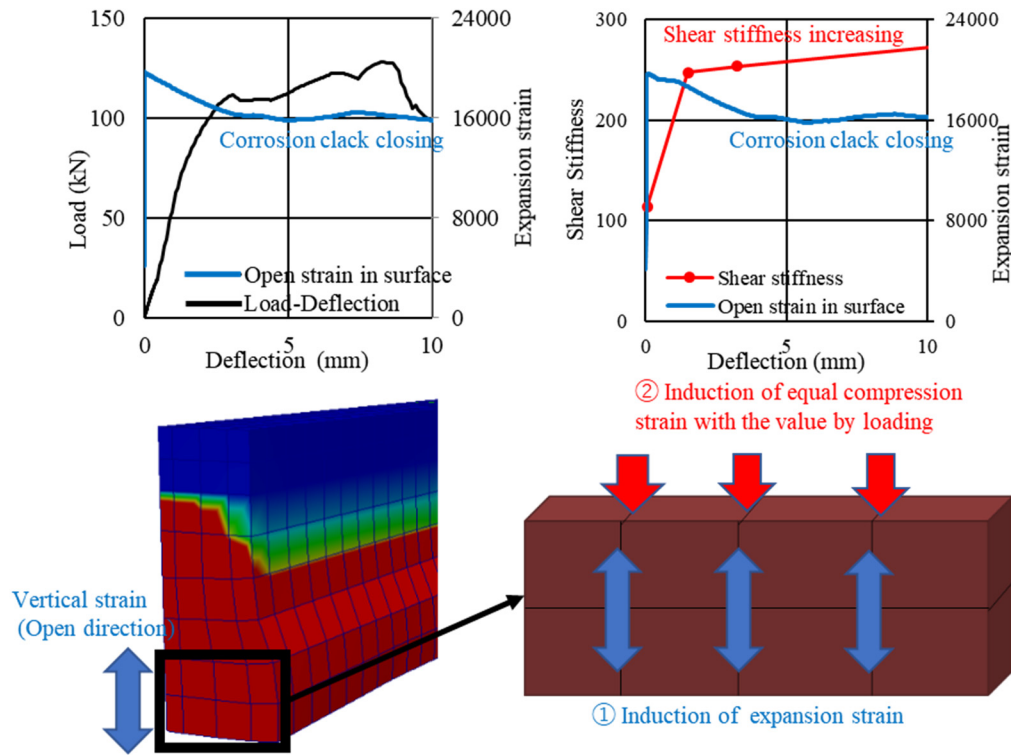 150
100
50
0
Load (kN)
24000
16000
8000
0
Expansion strain
Corrosion clack closing
Open strain in surface
Load-Deflection
0
5
10
Deflection (mm)
300
200
100
0
Shear Stiffness
24000
16000
8000
0
Expansion strain
Shear stiffness increasing
Corrosion clack closing
Shear stiffness
Open strain in surface
0
5
10
Deflection (mm)
② Induction of equal compression
strain with the value by loading
Vertical strain
(Open direction)
① Induction of expansion strain